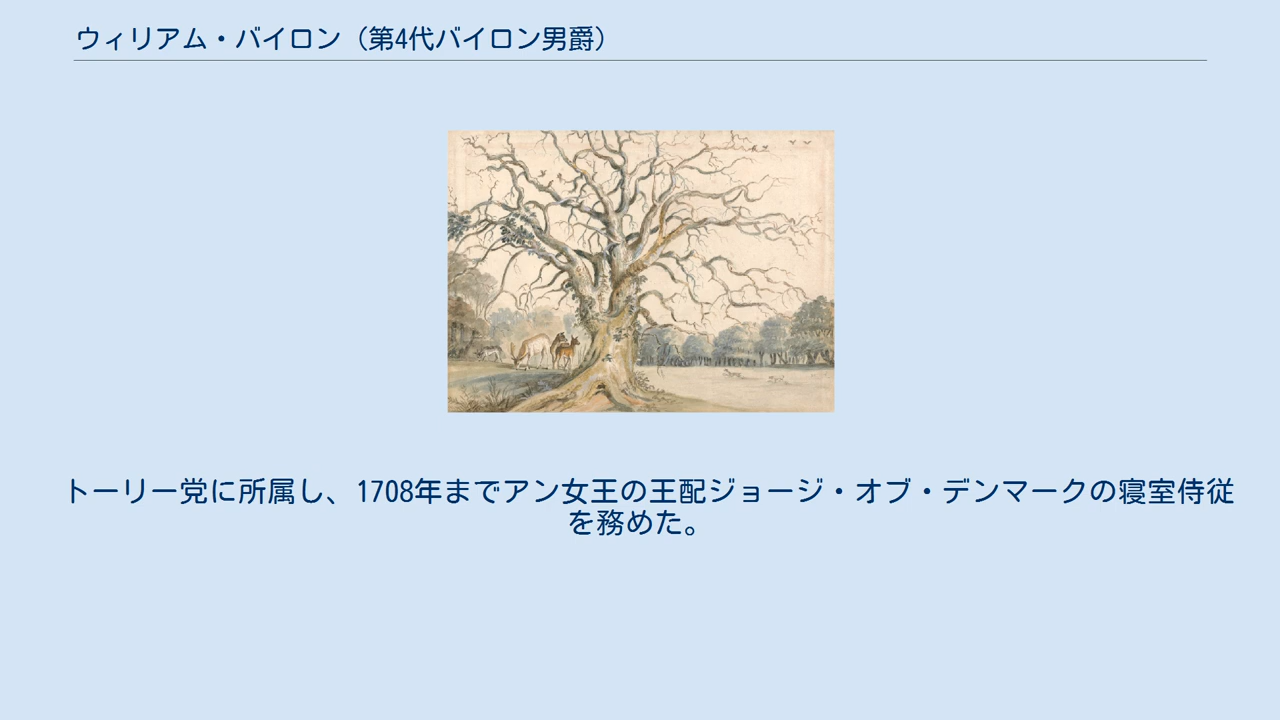 ウィリアム・バイロン（第4代バイロン男爵）
トーリー党に所属し、1708年までアン女王の王配ジョージ・オブ・デンマークの寝室侍従
を務めた。